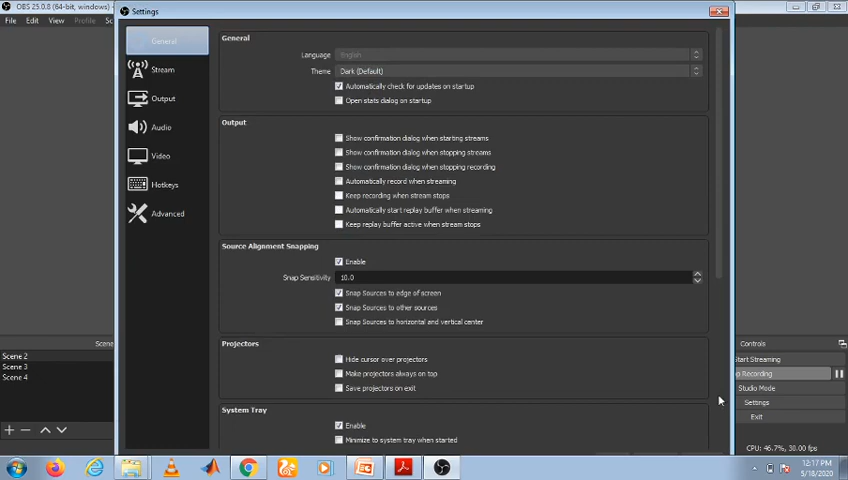 OBS 25.0.8 (64-bit, windows) -
File Edit View Profile
Settings
General
Stream
Output
Audio
Video
Hotkeys
Advanced
General
Language English
Theme Dark (Default)
Automatically check for updates on startup
Open stats dialog on startup
Output
Show confirmation dialog when starting streams
Show confirmation dialog when stopping streams
Show confirmation dialog when stopping recording
Automatically record when streaming
Keep recording when stream stops
Automatically start replay buffer when streaming
Keep replay buffer active when stream stops
Source Alignment Snapping
Enable
Snap Sensitivity 10.0
Snap Sources to edge of screen
Snap Sources to other sources
Snap Sources to horizontal and vertical center
Projectors
Hide cursor over projectors
Make projectors always on top
Save projectors on exit
System Tray
Enable
Minimize to system tray when started
Scene
Scene 2
Scene 3
Scene 4
Controls
Start Streaming
p Recording
Studio Mode
Settings
Exit
CPU: 46.7%, 30.00 fps
12:17 PM
5/18/2020